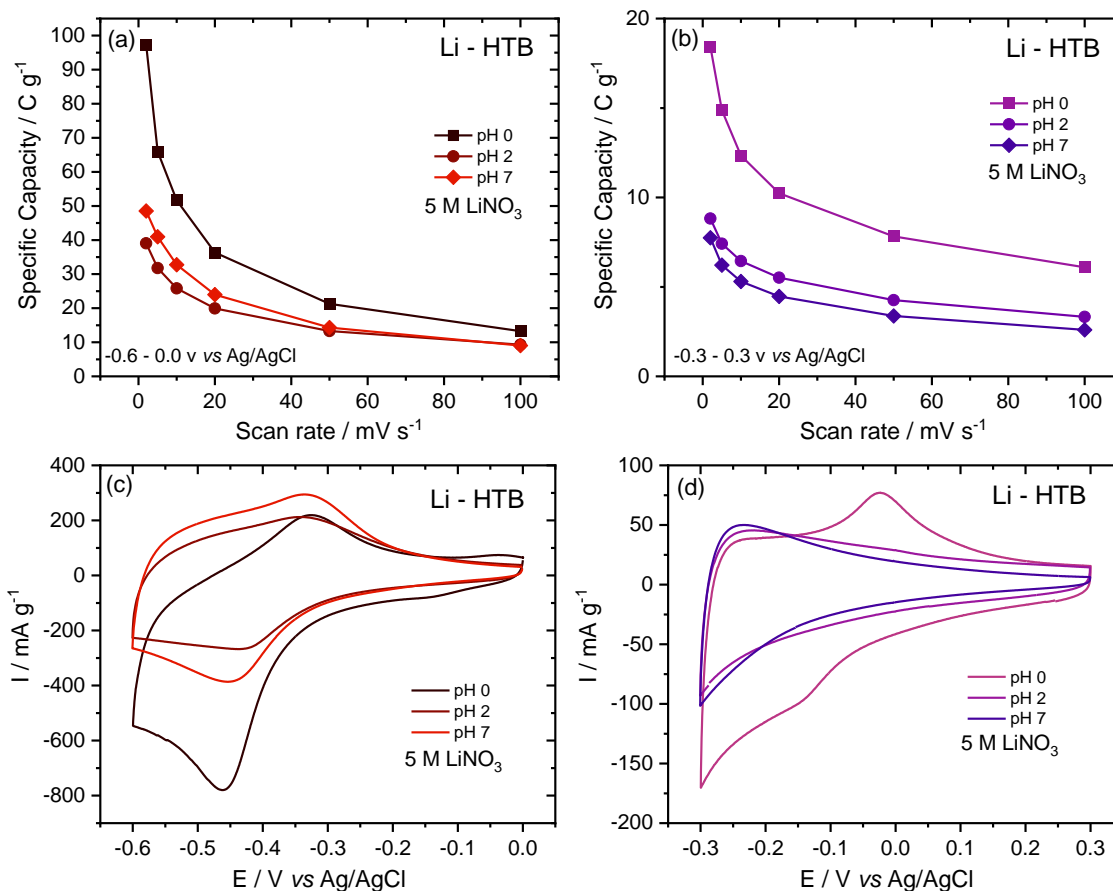 (a)
Li - HTB
Specific Capacity / C g⁻¹
100
90
80
70
60
50
40
30
20
10
0
pH 0
pH 2
pH 7
5 M LiNO₃
-0.6 - 0.0 v vs Ag/AgCl
0 20 40 60 80 100
Scan rate / mV s⁻¹
(b)
Li - HTB
Specific Capacity / C g⁻¹
20
10
0
pH 0
pH 2
pH 7
5 M LiNO₃
-0.3 - 0.3 v vs Ag/AgCl
0 20 40 60 80 100
Scan rate / mV s⁻¹
(c)
Li - HTB
I / mA g⁻¹
400
200
0
-200
-400
-600
-800
pH 0
pH 2
pH 7
5 M LiNO₃
-0.6 -0.5 -0.4 -0.3 -0.2 -0.1 0.0
E / V vs Ag/AgCl
(d)
Li - HTB
I / mA g⁻¹
100
75
50
25
0
-25
-50
-75
-100
-125
-150
-175
-200
pH 0
pH 2
pH 7
5 M LiNO₃
-0.3 -0.2 -0.1 0.0 0.1 0.2 0.3
E / V vs Ag/AgCl